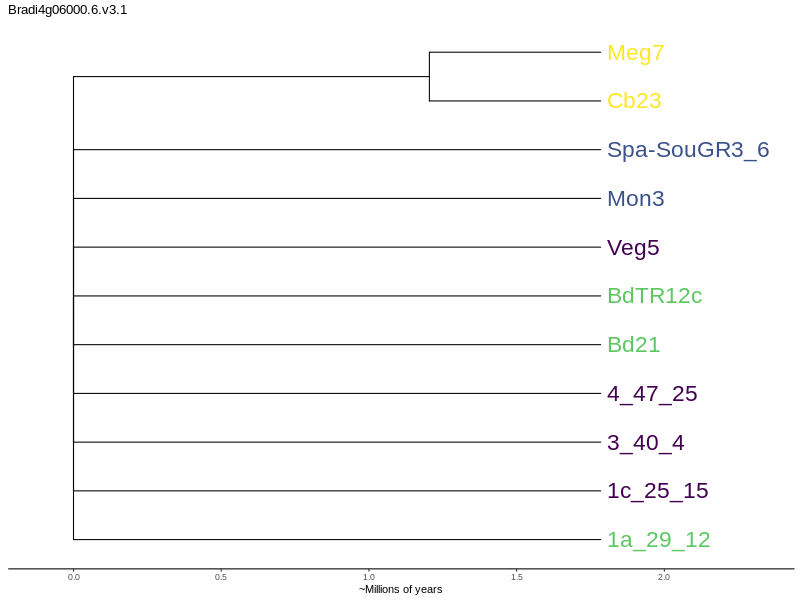 Bradi4g06000.6.v3.1
Meg7
Cb23
Spa-SouGR3_6
Mon3
Veg5
BdTR12c
Bd21
4_47_25
3_40_4
1c_25_15
1a_29_12
0.0 0.5 1.0 1.5 2.0
~Millions of years